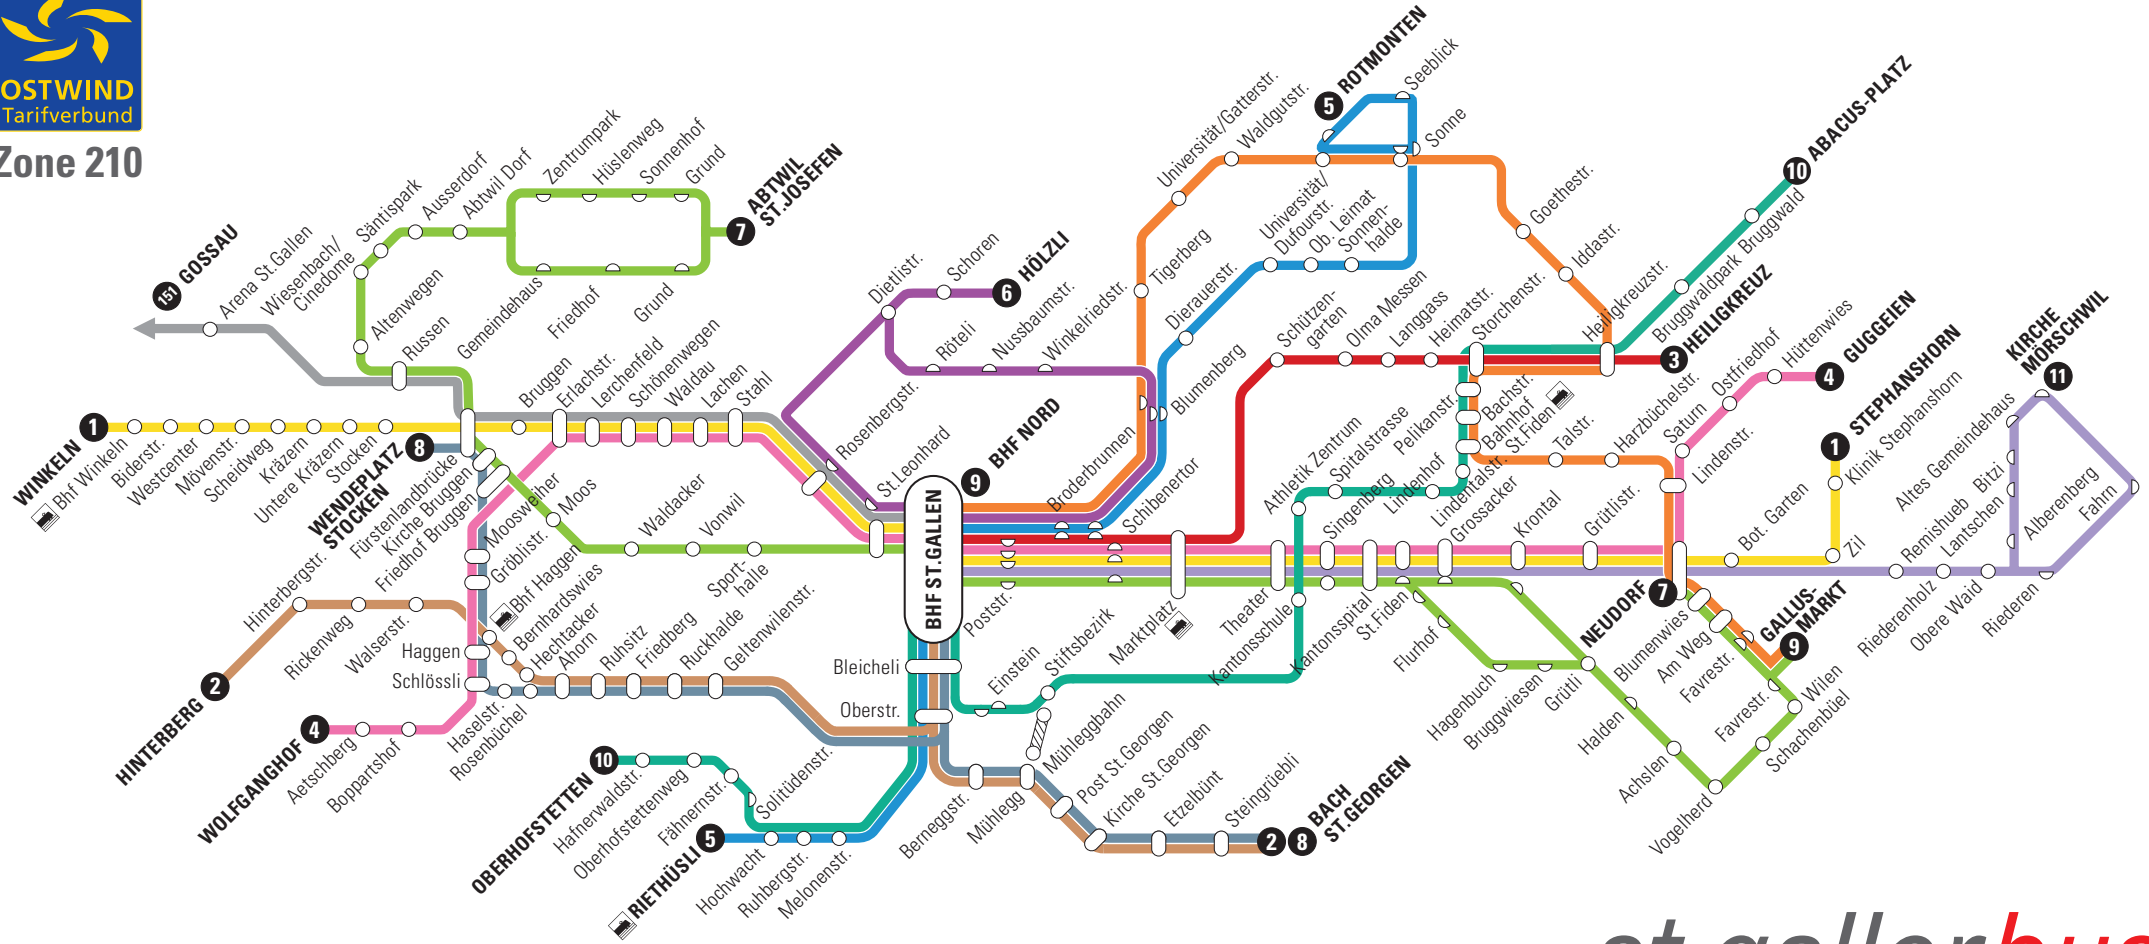 OSTWIND
Tarifverbund
Zone 210
151 GOSSAU
Arena St.Gallen
Wiesenbach/
Cinedome
Säntispark
Ausserdorf
Abtwil Dorf
Zentrumpark
Hüslenweg
Sonnenhof
Grund
7 ABTWIL
ST.JOSEFEN
Altenwegen
Russen
Gemeindehaus
Friedhof
Grund
1 WINKELN
Bhf Winkeln
Biderstr.
Westcenter
Mövenstr.
Scheidweg
Kräzern
Untere Kräzern
Stocken
8 WENDEPLATZ
STOCKEN
Fürstenlandbrücke
Kirche Bruggen
Friedhof Bruggen
Bruggen
Erlachstr.
Lerchenfeld
Schönenwegen
Waldau
Lachen
Stahl
Moosweiher
Gröblistr.
Moos
Waldacker
Vonwil
Sport-
halle
2 HINTERBERG
Hinterbergstr.
Rickenweg
Walserstr.
Bhf Haggen
Bernhardswies
Hechtacker
Ahorn
Ruhsitz
Friedberg
Ruckhalde
Geltenwilenstr.
Haggen
Schlössli
Haselstr.
Rosenbüchel
4 WOLFGANGHOF
Aetschberg
Boppartshof
10 OBERHOFSTETTEN
Hafnerwaldstr.
Oberhofstettenweg
Fähnernstr.
Solitüdenstr.
5 RIETHÜSLI
Hochwacht
Ruhbergstr.
Melonenstr.
Dietlistr.
Schoren
6 HÖLZLI
Röteli
Nussbaumstr.
Winkelriedstr.
Rosenbergstr.
St.Leonhard
9 BHF NORD
BHF ST.GALLEN
Bleicheli
Oberstr.
Berneggstr.
Mühlegg
Mühleggbahn
Post St.Georgen
Kirche St.Georgen
Etzelbünt
Steingrüebli
2 8 BACH
ST.GEORGEN
Poststr.
Einstein
Stiftsbezirk
Marktplatz
Broderbrunnen
Schibenertor
Blumenberg
Tigerberg
Dierauerstr.
Universität/Gatterstr.
Waldgutstr.
Universität/
Dufourstr.
Ob. Leimat
Sonnen-
halde
5 ROTMONTEN
Seeblick
Sonne
Goethestr.
Iddastr.
Heiligkreuzstr.
Schützen-
garten
Olma Messen
Langgass
Heimatstr.
Storchenstr.
3 HEILIGKREUZ
10 ABACUS-PLATZ
Bruggwald
Bruggwaldpark
Athletik Zentrum
Spitalstrasse
Pelikanstr.
Bachstr.
Bahnhof
St.Fiden
Lindentalstr.
Lindenhof
Talstr.
Harzbüchelstr.
Theater
Kantonsschule
Singenberg
Kantonsspital
St.Fiden
Grossacker
Krontal
Grütlistr.
Lindenstr.
Saturn
Ostfriedhof
Hüttenwies
4 GUGGEIEN
1 STEPHANSHORN
Klinik Stephanshorn
Zil
Bot. Garten
11 KIRCHE
MÖRSCHWIL
Altes Gemeindehaus
Bitzi
Lantschen
Remishueb
Riederenholz
Obere Waid
Riederen
Alberenberg
Fahrn
7 NEUDORF
Flurhof
Hagenbuch
Bruggwiesen
Grütli
Halden
Achslen
Vogelherd
Schachenbüel
Wilen
Favrestr.
Blumenwies
Am Weg
Favrestr.
9 GALLUS-
MARKT